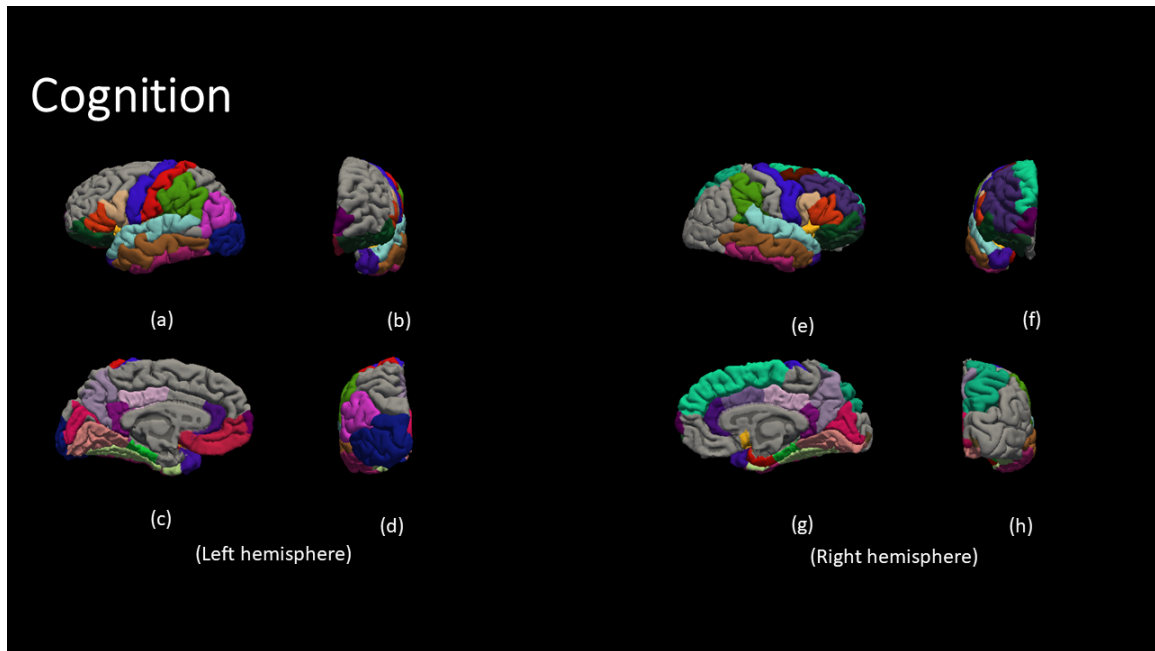 Cognition
(a)
(b)
(e)
(f)
(c)
(d)
(g)
(h)
(Left hemisphere)
(Right hemisphere)